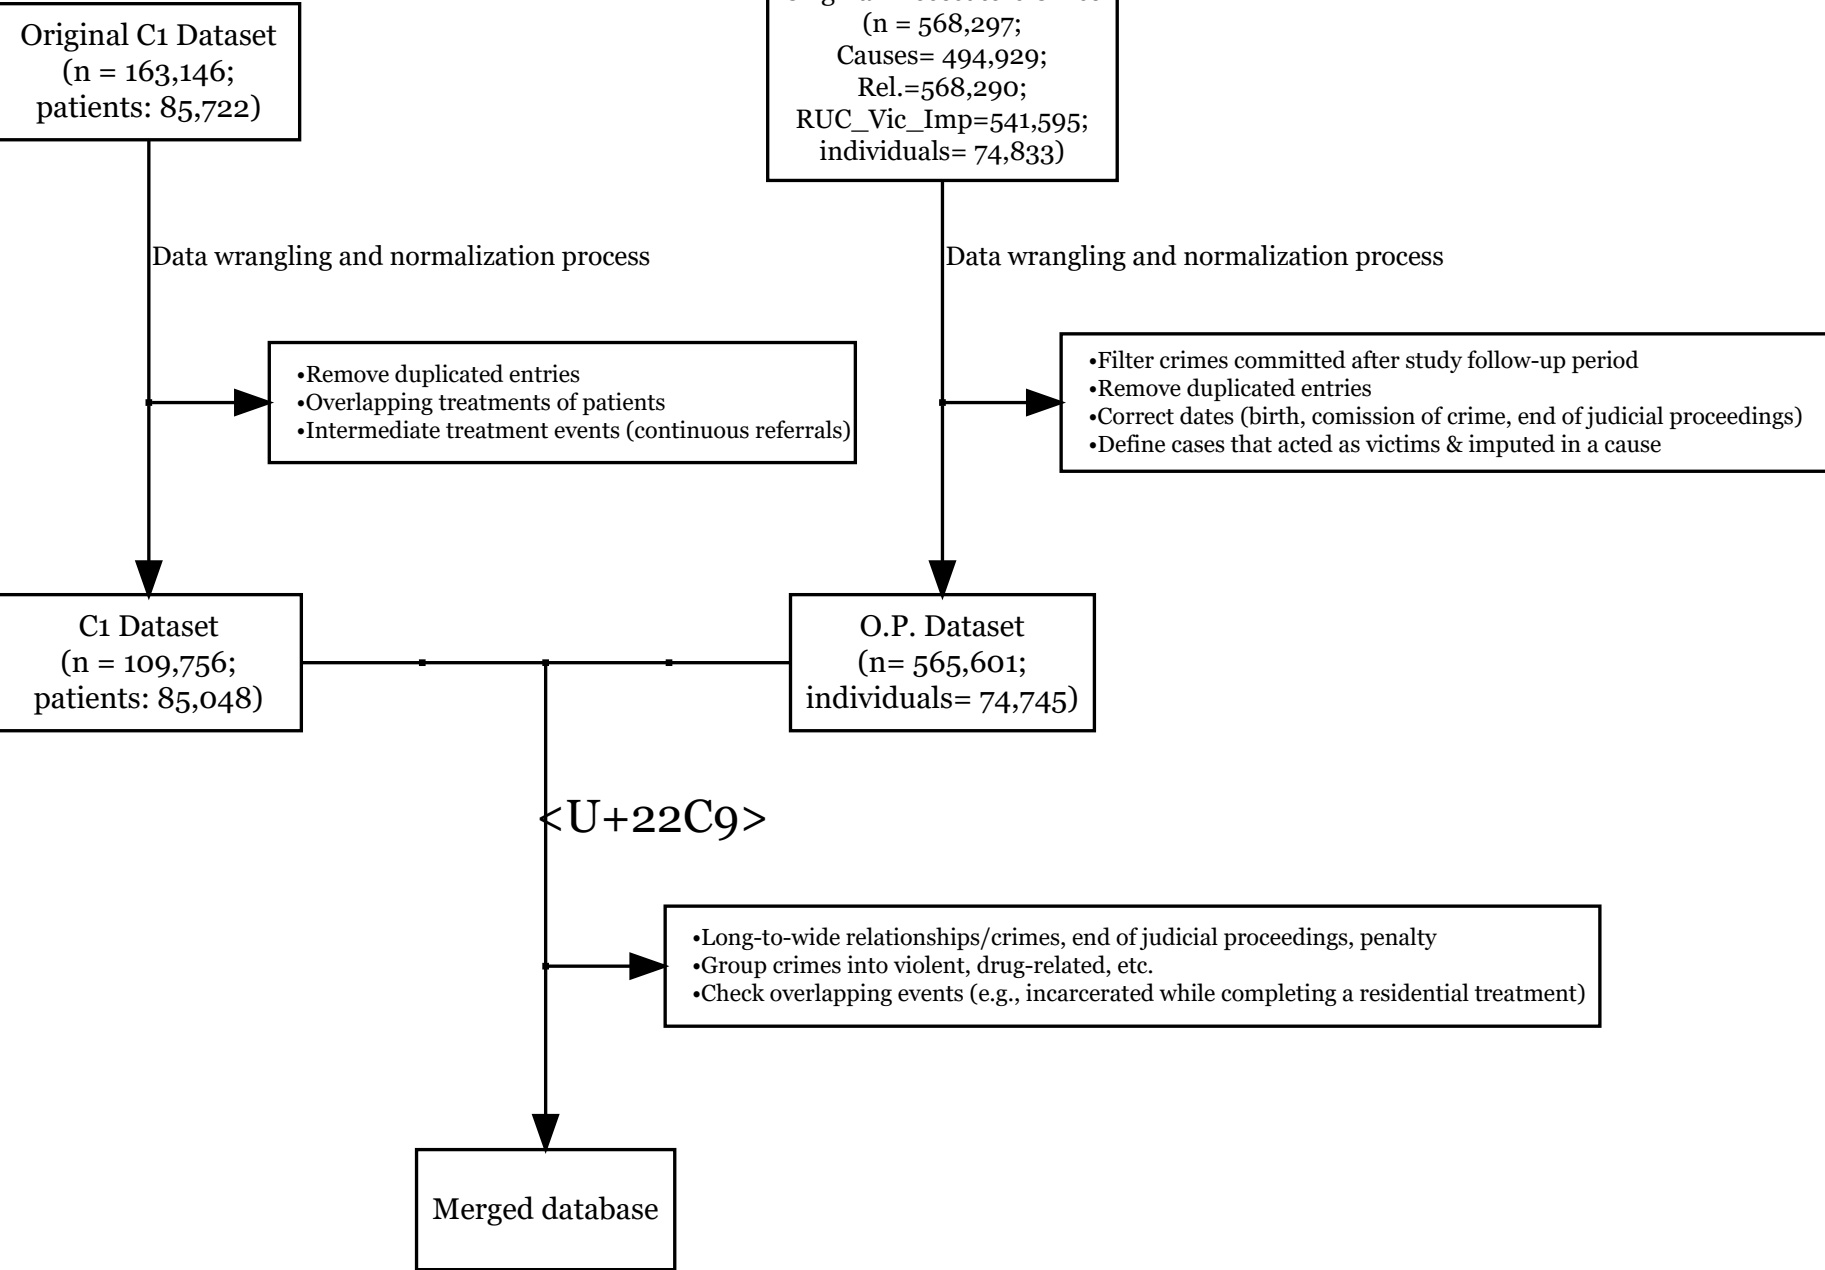 Original C1 Dataset
(n = 163,146;
patients: 85,722)
(n = 568,297;
Causes= 494,929;
Rel.=568,290;
RUC_Vic_Imp=541,595;
individuals= 74,833)
Data wrangling and normalization process
Data wrangling and normalization process
•Remove duplicated entries
•Overlapping treatments of patients
•Intermediate treatment events (continuous referrals)
•Filter crimes committed after study follow-up period
•Remove duplicated entries
•Correct dates (birth, comission of crime, end of judicial proceedings)
•Define cases that acted as victims & imputed in a cause
C1 Dataset
(n = 109,756;
patients: 85,048)
O.P. Dataset
(n= 565,601;
individuals= 74,745)
<U+22C9>
•Long-to-wide relationships/crimes, end of judicial proceedings, penalty
•Group crimes into violent, drug-related, etc.
•Check overlapping events (e.g., incarcerated while completing a residential treatment)
Merged database